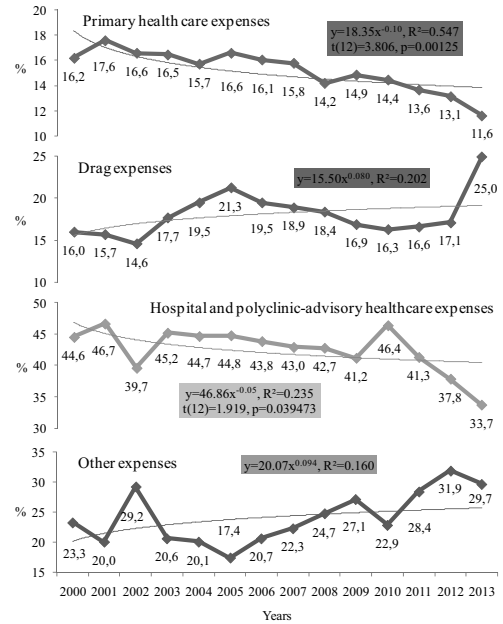 Primary health care expenses
y=18.35x^-0.10, R²=0.547
t(12)=3.806, p=0.00125
20
18
16
14
12
10
%
16,2 17,6 16,6 16,5 15,7 16,6 16,1 15,8 14,2 14,9 14,4 13,6 13,1 11,6
Drag expenses
y=15.50x^0.080, R²=0.202
25
20
15
10
%
16,0 15,7 14,6 17,7 19,5 21,3 19,5 18,9 18,4 16,9 16,3 16,6 17,1 25,0
Hospital and polyclinic-advisory healthcare expenses
50
45
40
35
30
%
44,6 46,7 39,7 45,2 44,7 44,8 43,8 43,0 42,7 41,2 46,4 41,3 37,8 33,7
y=46.86x^-0.05, R²=0.235
t(12)=1.919, p=0.039473
Other expenses
y=20.07x^0.094, R²=0.160
35
30
25
20
15
%
23,3 20,0 29,2 20,6 20,1 17,4 20,7 22,3 24,7 27,1 22,9 28,4 31,9 29,7
2000 2001 2002 2003 2004 2005 2006 2007 2008 2009 2010 2011 2012 2013
Years